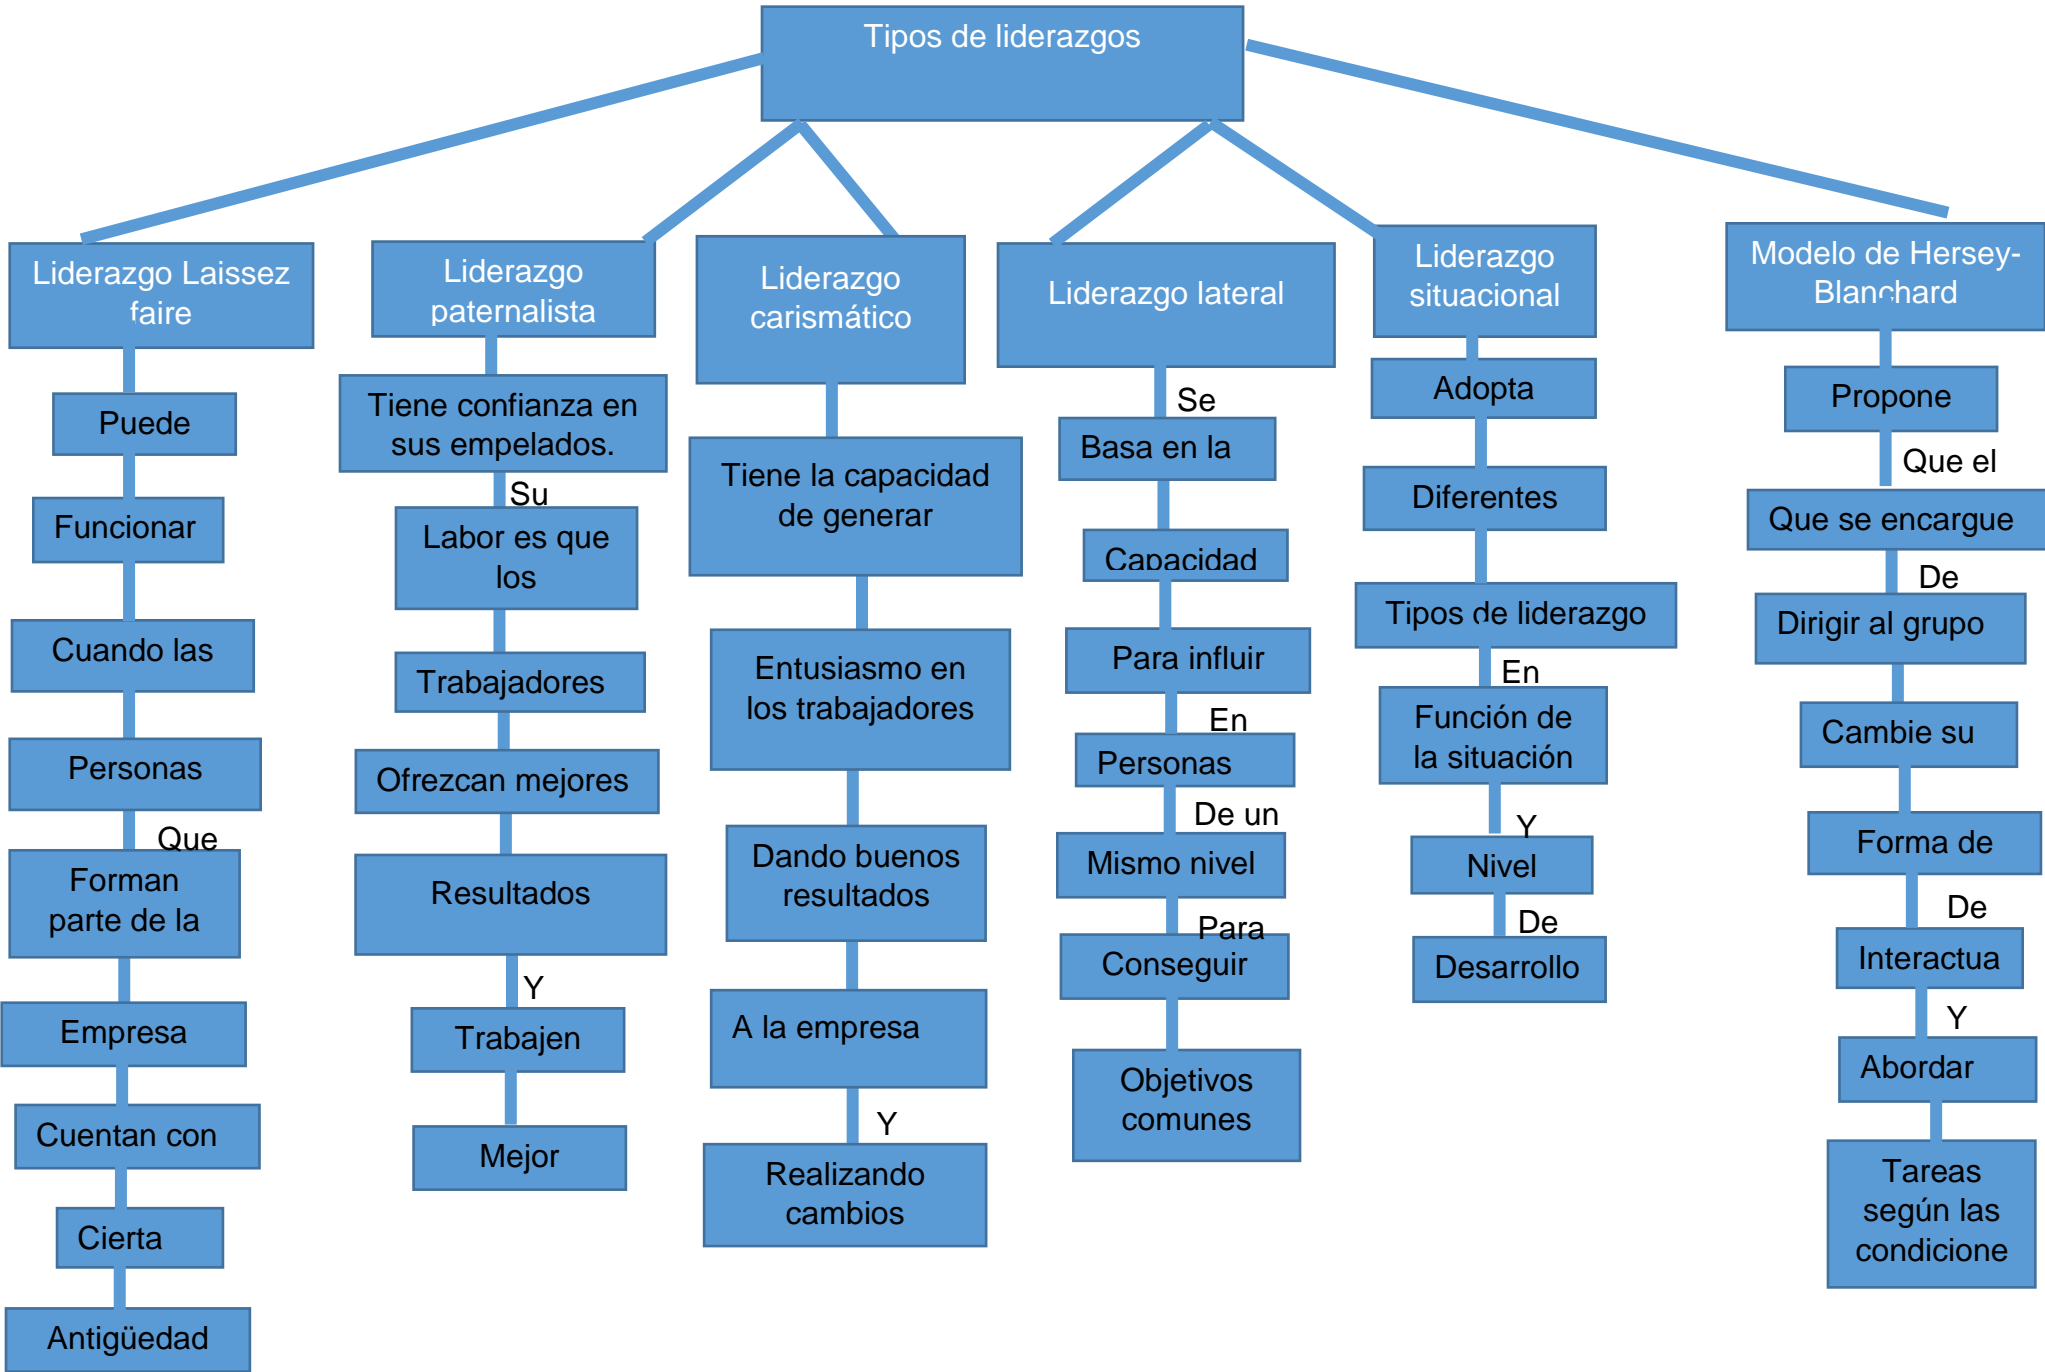 Tipos de liderazgos
Liderazgo Laissez
faire
Puede
Funcionar
Cuando las
Personas
Que
Forman
parte de la
Empresa
Cuentan con
Cierta
Antigüedad
Liderazgo
paternalista
Tiene confianza en
sus empelados.
Su
Labor es que
los
Trabajadores
Ofrezcan mejores
Resultados
Y
Trabajen
Mejor
Liderazgo
carismático
Tiene la capacidad
de generar
Entusiasmo en
los trabajadores
Dando buenos
resultados
A la empresa
Y
Realizando
cambios
Liderazgo lateral
Se
Basa en la
Capacidad
Para influir
En
Personas
De un
Mismo nivel
Para
Conseguir
Objetivos
comunes
Liderazgo
situacional
Adopta
Diferentes
Tipos de liderazgo
En
Función de
la situación
Y
Nivel
De
Desarrollo
Modelo de Hersey-
Blanchard
Propone
Que el
Que se encargue
De
Dirigir al grupo
Cambie su
Forma de
De
Interactua
Y
Abordar
Tareas
según las
condicione